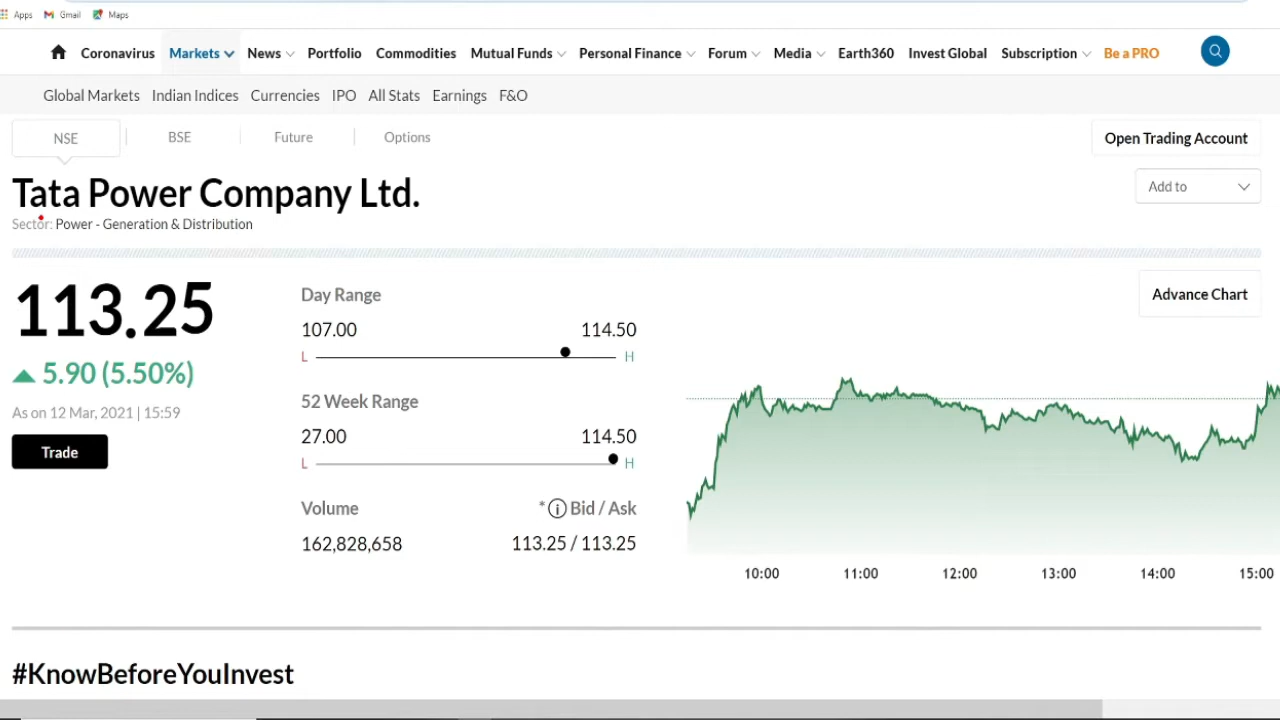 Apps Gmail Maps
Coronavirus Markets News Portfolio Commodities Mutual Funds Personal Finance Forum Media Earth360 Invest Global Subscription Be a PRO
Global Markets Indian Indices Currencies IPO All Stats Earnings F&O
NSE BSE Future Options Open Trading Account
Tata Power Company Ltd. Add to
Sector: Power - Generation & Distribution
113.25 Day Range Advance Chart
107.00 114.50
L H
5.90 (5.50%)
52 Week Range
As on 12 Mar, 2021 | 15:59
27.00 114.50
Trade L H
Volume * i Bid / Ask
162,828,658 113.25 / 113.25
10:00 11:00 12:00 13:00 14:00 15:00
#KnowBeforeYouInvest